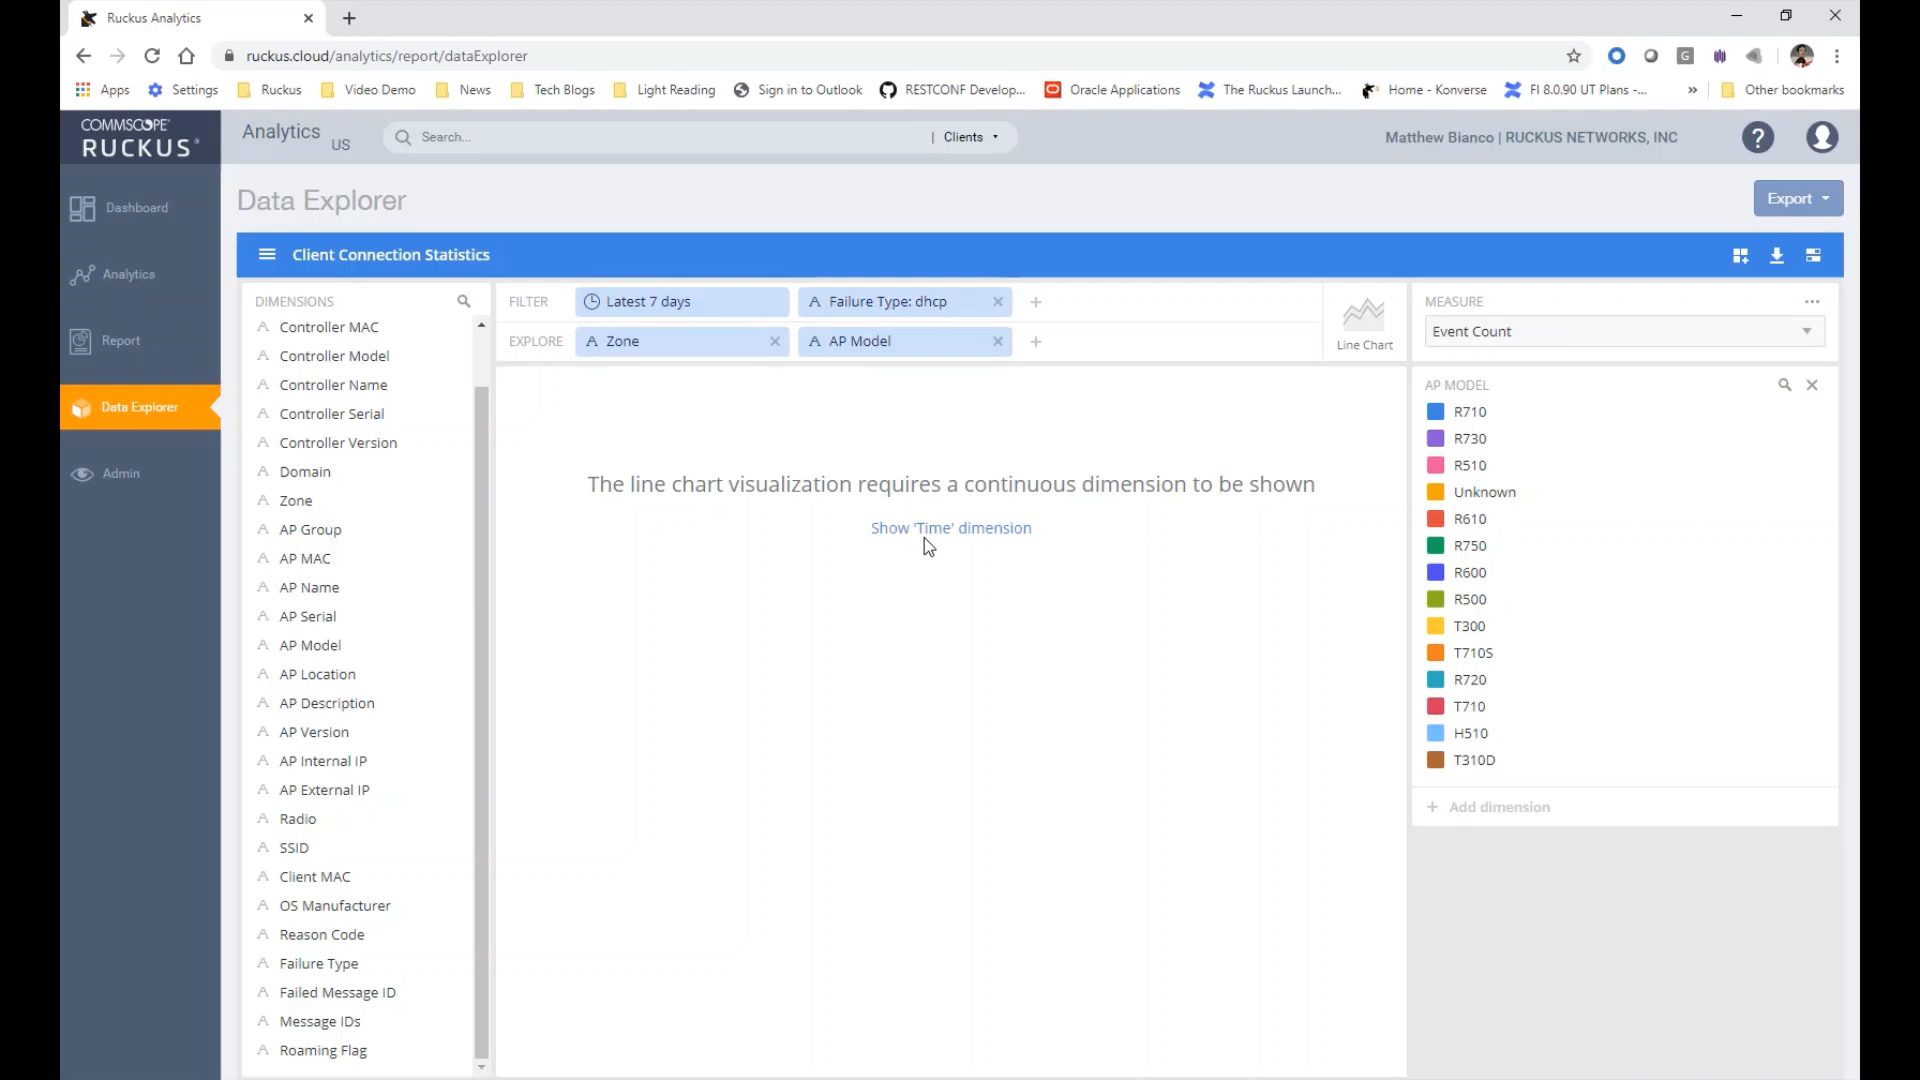 Ruckus Analytics
ruckus.cloud/analytics/report/dataExplorer
Apps
Settings
Ruckus
Video Demo
News
Tech Blogs
Light Reading
Sign in to Outlook
RESTCONF Develop...
Oracle Applications
The Ruckus Launch...
Home - Konverse
FI 8.0.90 UT Plans -...
»
Other bookmarks
COMMSCOPE
RUCKUS
Analytics
US
Search...
| Clients
Matthew Bianco | RUCKUS NETWORKS, INC
?
Dashboard
Analytics
Report
Data Explorer
Admin
Data Explorer
Export
Client Connection Statistics
DIMENSIONS
A Controller MAC
A Controller Model
A Controller Name
A Controller Serial
A Controller Version
A Domain
A Zone
A AP Group
A AP MAC
A AP Name
A AP Serial
A AP Model
A AP Location
A AP Description
A AP Version
A AP Internal IP
A AP External IP
A Radio
A SSID
A Client MAC
A OS Manufacturer
A Reason Code
A Failure Type
A Failed Message ID
A Message IDs
A Roaming Flag
FILTER
Latest 7 days
A Failure Type: dhcp
EXPLORE
A Zone
A AP Model
Line Chart
The line chart visualization requires a continuous dimension to be shown
Show 'Time' dimension
MEASURE
Event Count
AP MODEL
R710
R730
R510
Unknown
R610
R750
R600
R500
T300
T710S
R720
T710
H510
T310D
+ Add dimension